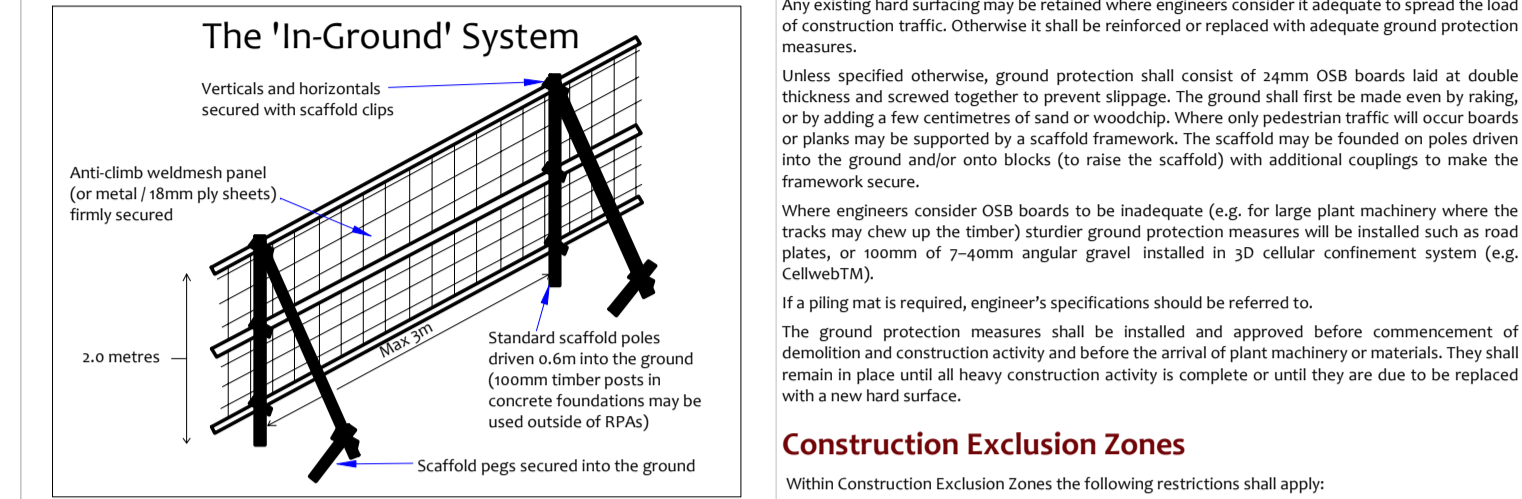 The 'In-Ground' System
Verticals and horizontals
secured with scaffold clips
Anti-climb weldmesh panel
(or metal / 18mm ply sheets)
firmly secured
2.0 metres
Max 3m
Standard scaffold poles
driven 0.6m into the ground
(100mm timber posts in
concrete foundations may be
used outside of RPAs)
Scaffold pegs secured into the ground
Any existing hard surfacing may be retained where engineers consider it adequate to spread the load
of construction traffic. Otherwise it shall be reinforced or replaced with adequate ground protection
measures.
Unless specified otherwise, ground protection shall consist of 24mm OSB boards laid at double
thickness and screwed together to prevent slippage. The ground shall first be made even by raking,
or by adding a few centimetres of sand or woodchip. Where only pedestrian traffic will occur boards
or planks may be supported by a scaffold framework. The scaffold may be founded on poles driven
into the ground and/or onto blocks (to raise the scaffold) with additional couplings to make the
framework secure.
Where engineers consider OSB boards to be inadequate (e.g. for large plant machinery where the
tracks may chew up the timber) sturdier ground protection measures will be installed such as road
plates, or 100mm of 7–40mm angular gravel installed in 3D cellular confinement system (e.g.
CellwebTM).
If a piling mat is required, engineer's specifications should be referred to.
The ground protection measures shall be installed and approved before commencement of
demolition and construction activity and before the arrival of plant machinery or materials. They shall
remain in place until all heavy construction activity is complete or until they are due to be replaced
with a new hard surface.
Construction Exclusion Zones
Within Construction Exclusion Zones the following restrictions shall apply: